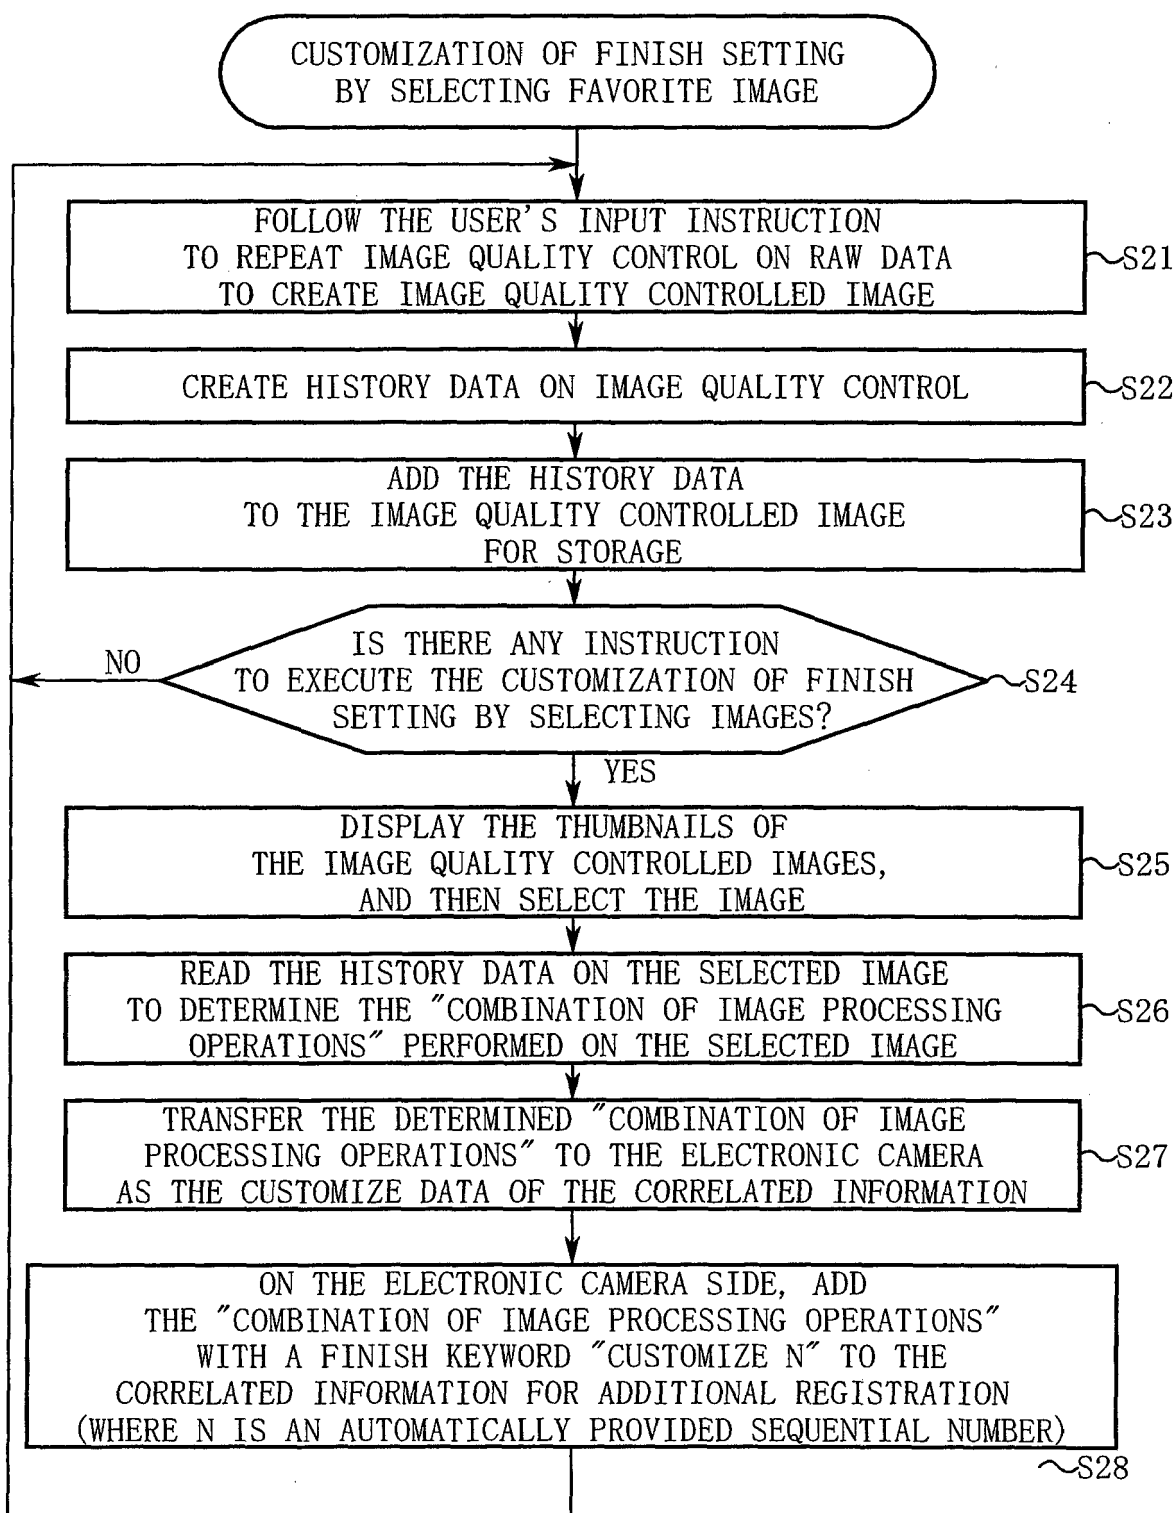 CUSTOMIZATION OF FINISH SETTING
BY SELECTING FAVORITE IMAGE
FOLLOW THE USER'S INPUT INSTRUCTION
TO REPEAT IMAGE QUALITY CONTROL ON RAW DATA
TO CREATE IMAGE QUALITY CONTROLLED IMAGE
S21
CREATE HISTORY DATA ON IMAGE QUALITY CONTROL
S22
ADD THE HISTORY DATA
TO THE IMAGE QUALITY CONTROLLED IMAGE
FOR STORAGE
S23
IS THERE ANY INSTRUCTION
TO EXECUTE THE CUSTOMIZATION OF FINISH
SETTING BY SELECTING IMAGES?
S24
NO
YES
DISPLAY THE THUMBNAILS OF
THE IMAGE QUALITY CONTROLLED IMAGES,
AND THEN SELECT THE IMAGE
S25
READ THE HISTORY DATA ON THE SELECTED IMAGE
TO DETERMINE THE "COMBINATION OF IMAGE PROCESSING
OPERATIONS" PERFORMED ON THE SELECTED IMAGE
S26
TRANSFER THE DETERMINED "COMBINATION OF IMAGE
PROCESSING OPERATIONS" TO THE ELECTRONIC CAMERA
AS THE CUSTOMIZE DATA OF THE CORRELATED INFORMATION
S27
ON THE ELECTRONIC CAMERA SIDE, ADD
THE "COMBINATION OF IMAGE PROCESSING OPERATIONS"
WITH A FINISH KEYWORD "CUSTOMIZE N" TO THE
CORRELATED INFORMATION FOR ADDITIONAL REGISTRATION
(WHERE N IS AN AUTOMATICALLY PROVIDED SEQUENTIAL NUMBER)
S28